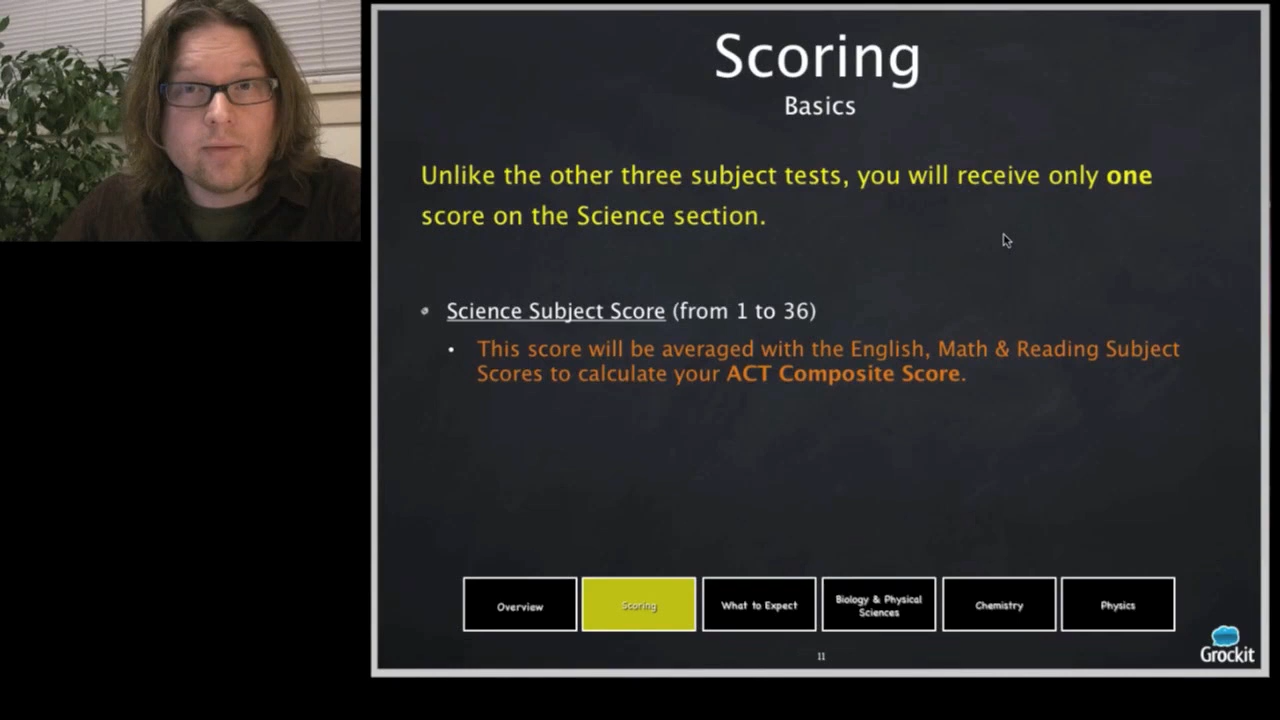 Scoring
Basics
Unlike the other three subject tests, you will receive only one
score on the Science section.
Science Subject Score (from 1 to 36)
This score will be averaged with the English, Math & Reading Subject
Scores to calculate your ACT Composite Score.
Overview
Scoring
What to Expect
Biology & Physical
Sciences
Chemistry
Physics
11
Grockit